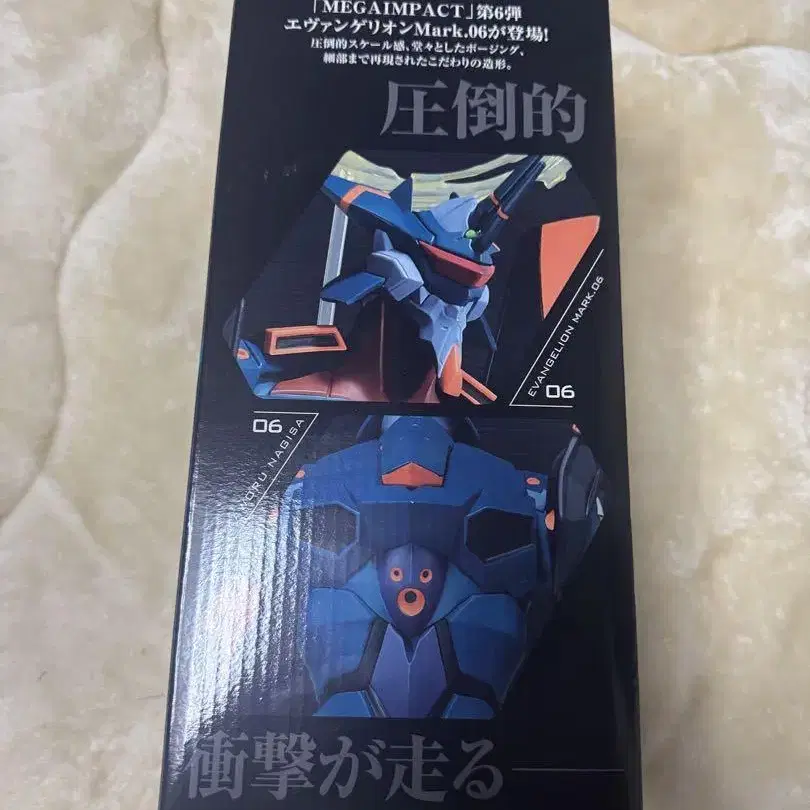 「MEGAIMPACT」第6弾
エヴァンゲリオンMark.06が登場!
圧倒的スケール感、堂々としたポージング、
細部まで再現されたこだわりの造形。
圧倒的
EVANGELION MARK.06
06
06
NAGISA
衝撃が走る